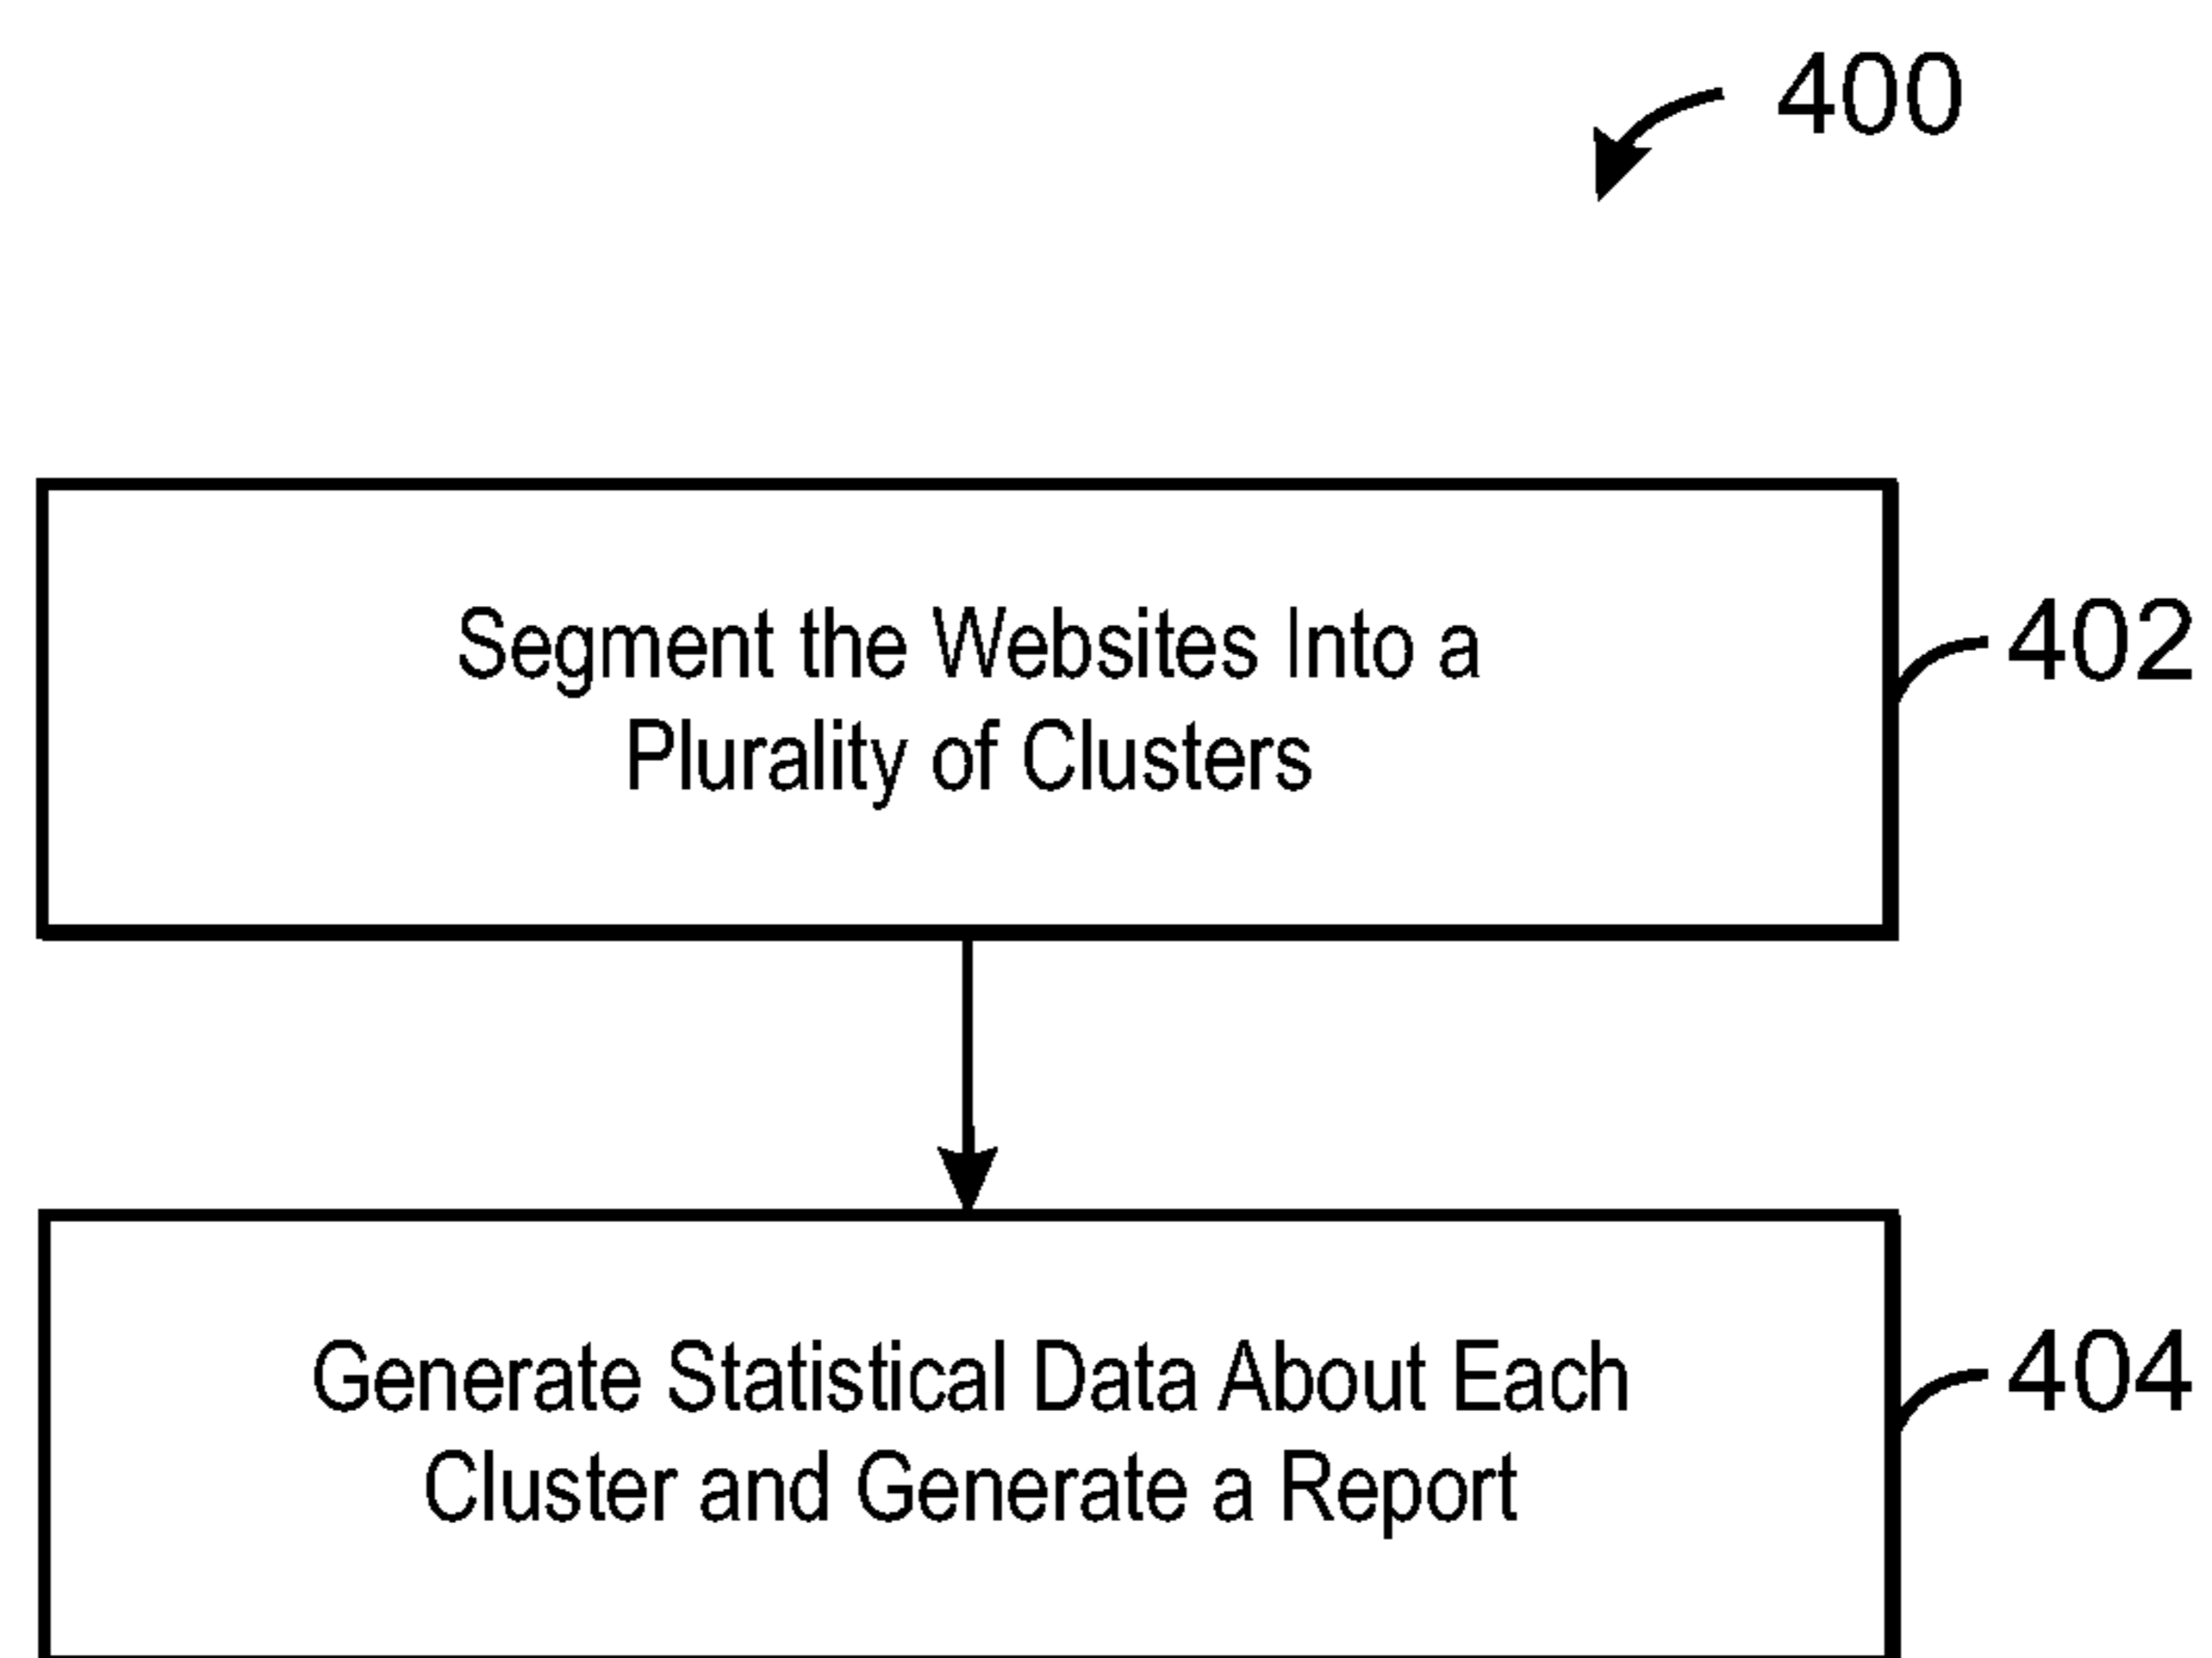 400
Segment the Websites Into a
Plurality of Clusters
402
Generate Statistical Data About Each
Cluster and Generate a Report
404